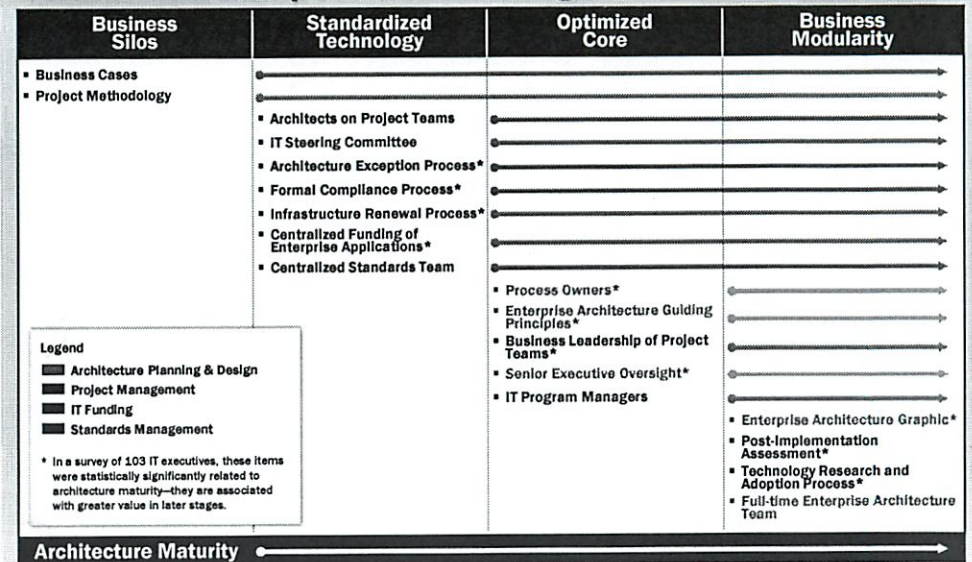 Business
Silos
Standardized
Technology
Optimized
Core
Business
Modularity
▪ Business Cases
▪ Project Methodology
▪ Architects on Project Teams
▪ IT Steering Committee
▪ Architecture Exception Process*
▪ Formal Compliance Process*
▪ Infrastructure Renewal Process*
▪ Centralized Funding of
Enterprise Applications*
▪ Centralized Standards Team
▪ Process Owners*
▪ Enterprise Architecture Guiding
Principles*
▪ Business Leadership of Project
Teams*
▪ Senior Executive Oversight*
▪ IT Program Managers
▪ Enterprise Architecture Graphic*
▪ Post-Implementation
Assessment*
▪ Technology Research and
Adoption Process*
▪ Full-time Enterprise Architecture
Team
Legend
Architecture Planning & Design
Project Management
IT Funding
Standards Management
* In a survey of 103 IT executives, these items
were statistically significantly related to
architecture maturity—they are associated
with greater value in later stages.
Architecture Maturity